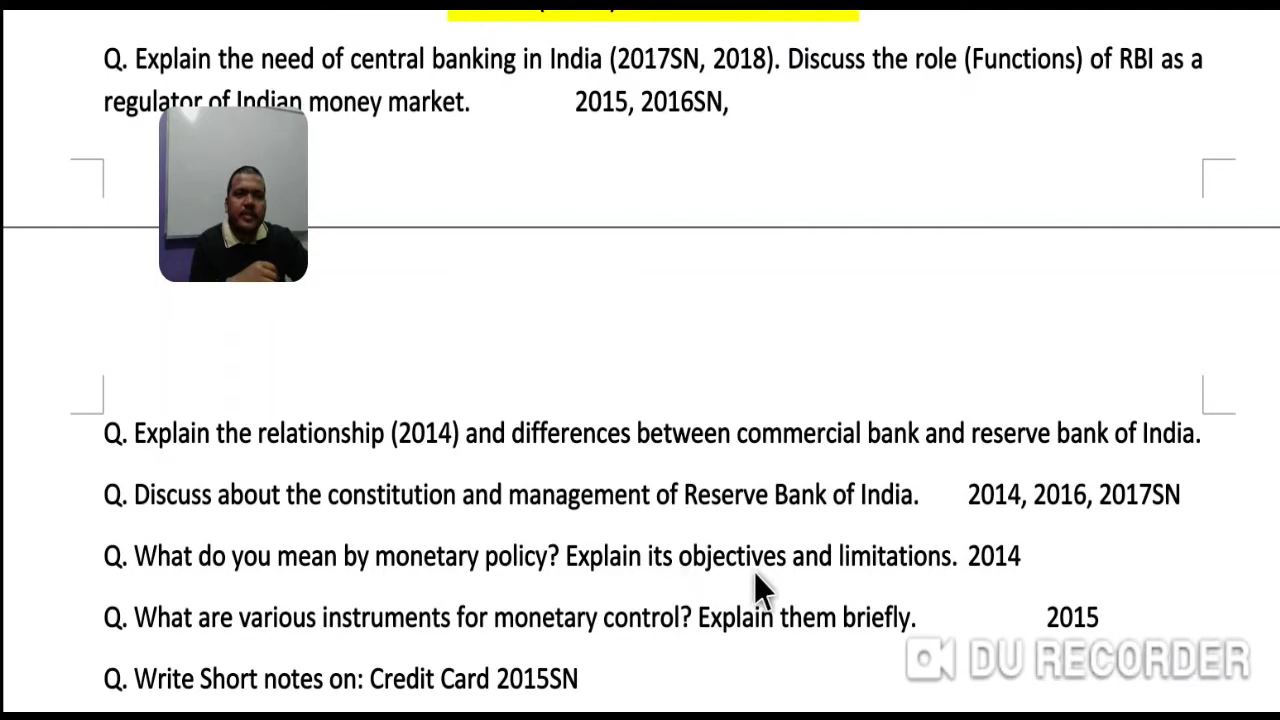 Q. Explain the need of central banking in India (2017SN, 2018). Discuss the role (Functions) of RBI as a
regulator of Indian money market. 2015, 2016SN,
Q. Explain the relationship (2014) and differences between commercial bank and reserve bank of India.
Q. Discuss about the constitution and management of Reserve Bank of India. 2014, 2016, 2017SN
Q. What do you mean by monetary policy? Explain its objectives and limitations. 2014
Q. What are various instruments for monetary control? Explain them briefly. 2015
DU RECORDER
Q. Write Short notes on: Credit Card 2015SN